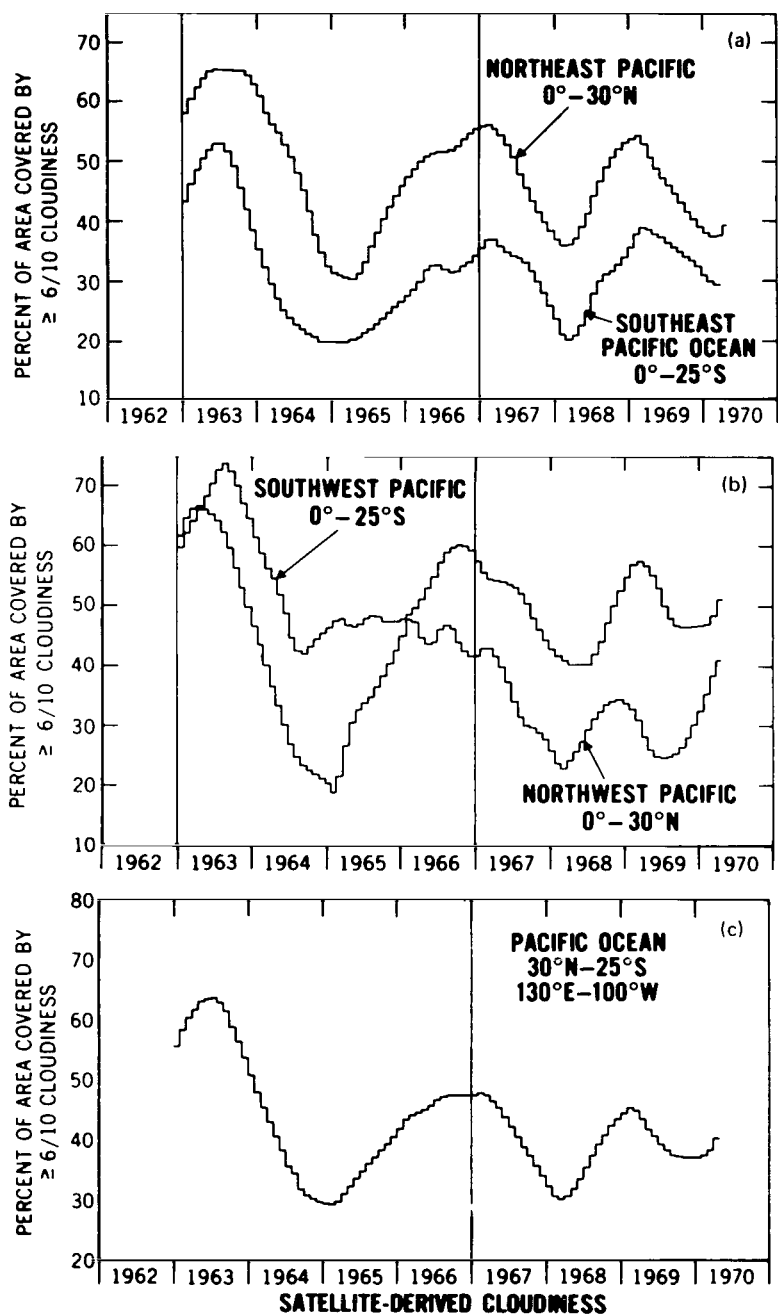 (a)
PERCENT OF AREA COVERED BY
≥ 6/10 CLOUDINESS
70
60
50
40
30
20
10
NORTHEAST PACIFIC
0°–30°N
SOUTHEAST
PACIFIC OCEAN
0°–25°S
1962 1963 1964 1965 1966 1967 1968 1969 1970
(b)
PERCENT OF AREA COVERED BY
≥ 6/10 CLOUDINESS
70
60
50
40
30
20
10
SOUTHWEST PACIFIC
0°–25°S
NORTHWEST PACIFIC
0°–30°N
1962 1963 1964 1965 1966 1967 1968 1969 1970
(c)
PERCENT OF AREA COVERED BY
≥ 6/10 CLOUDINESS
80
70
60
50
40
30
20
PACIFIC OCEAN
30°N–25°S
130°E–100°W
1962 1963 1964 1965 1966 1967 1968 1969 1970
SATELLITE-DERIVED CLOUDINESS